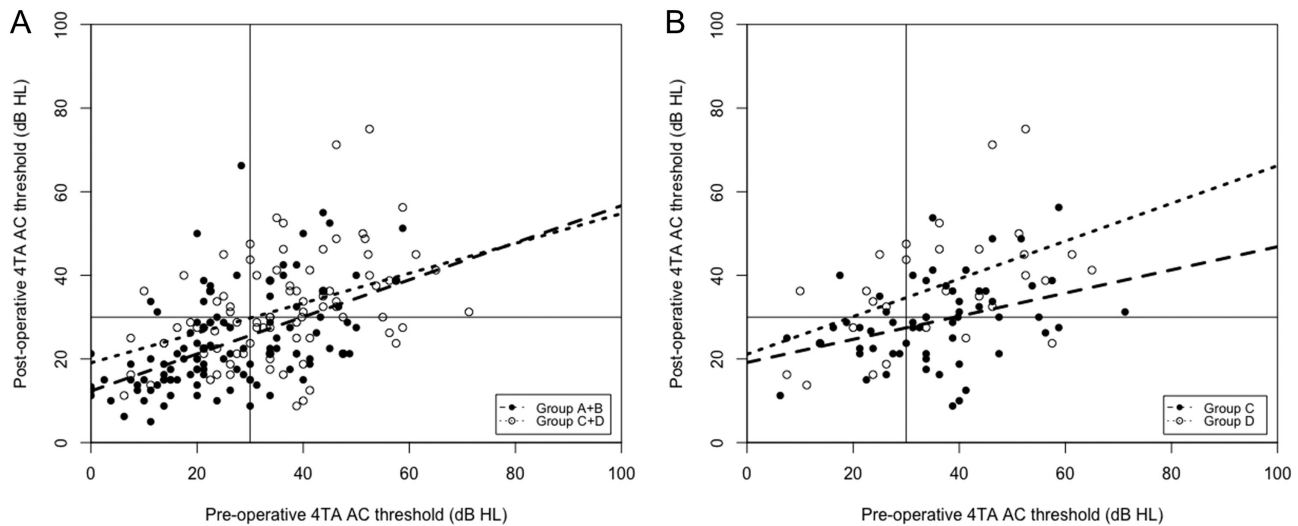 A
B
100
80
60
40
20
0
Post-operative 4TA AC threshold (dB HL)
Group A+B
Group C+D
0 20 40 60 80 100
Pre-operative 4TA AC threshold (dB HL)
100
80
60
40
20
0
Post-operative 4TA AC threshold (dB HL)
Group C
Group D
0 20 40 60 80 100
Pre-operative 4TA AC threshold (dB HL)